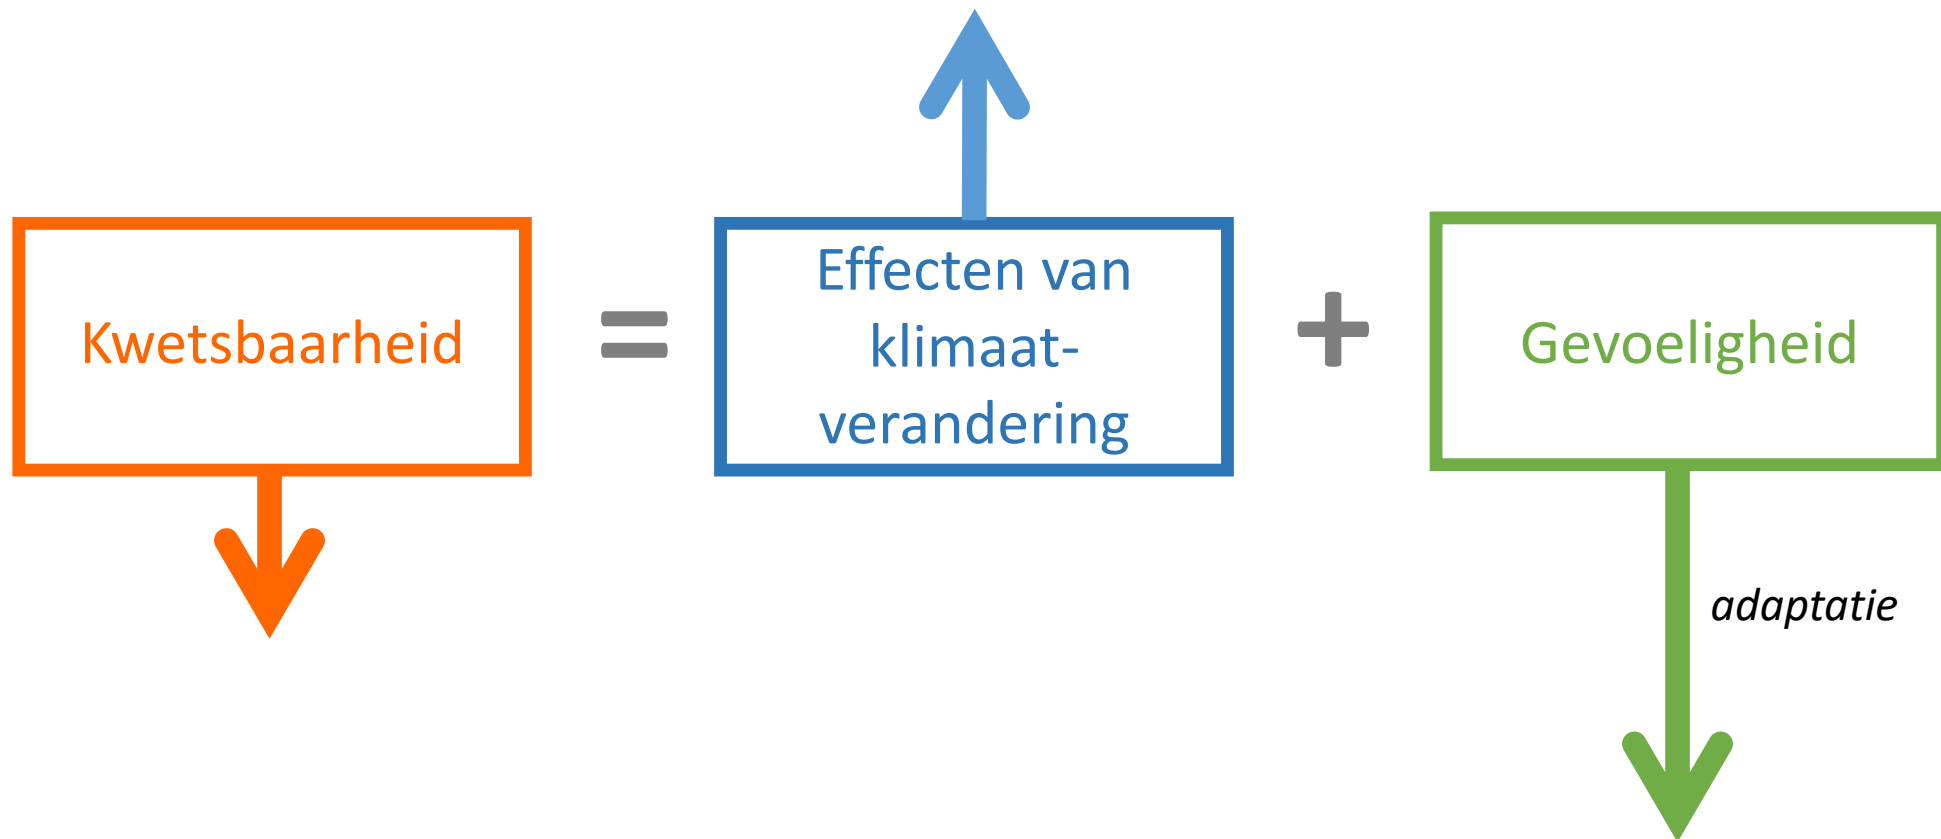 Kwetsbaarheid
=
Effecten van
klimaat-
verandering
+
Gevoeligheid
adaptatie